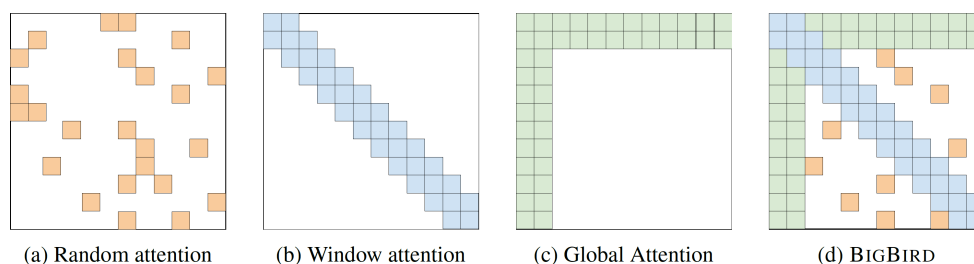 (a) Random attention
(b) Window attention
(c) Global Attention
(d) BIGBIRD